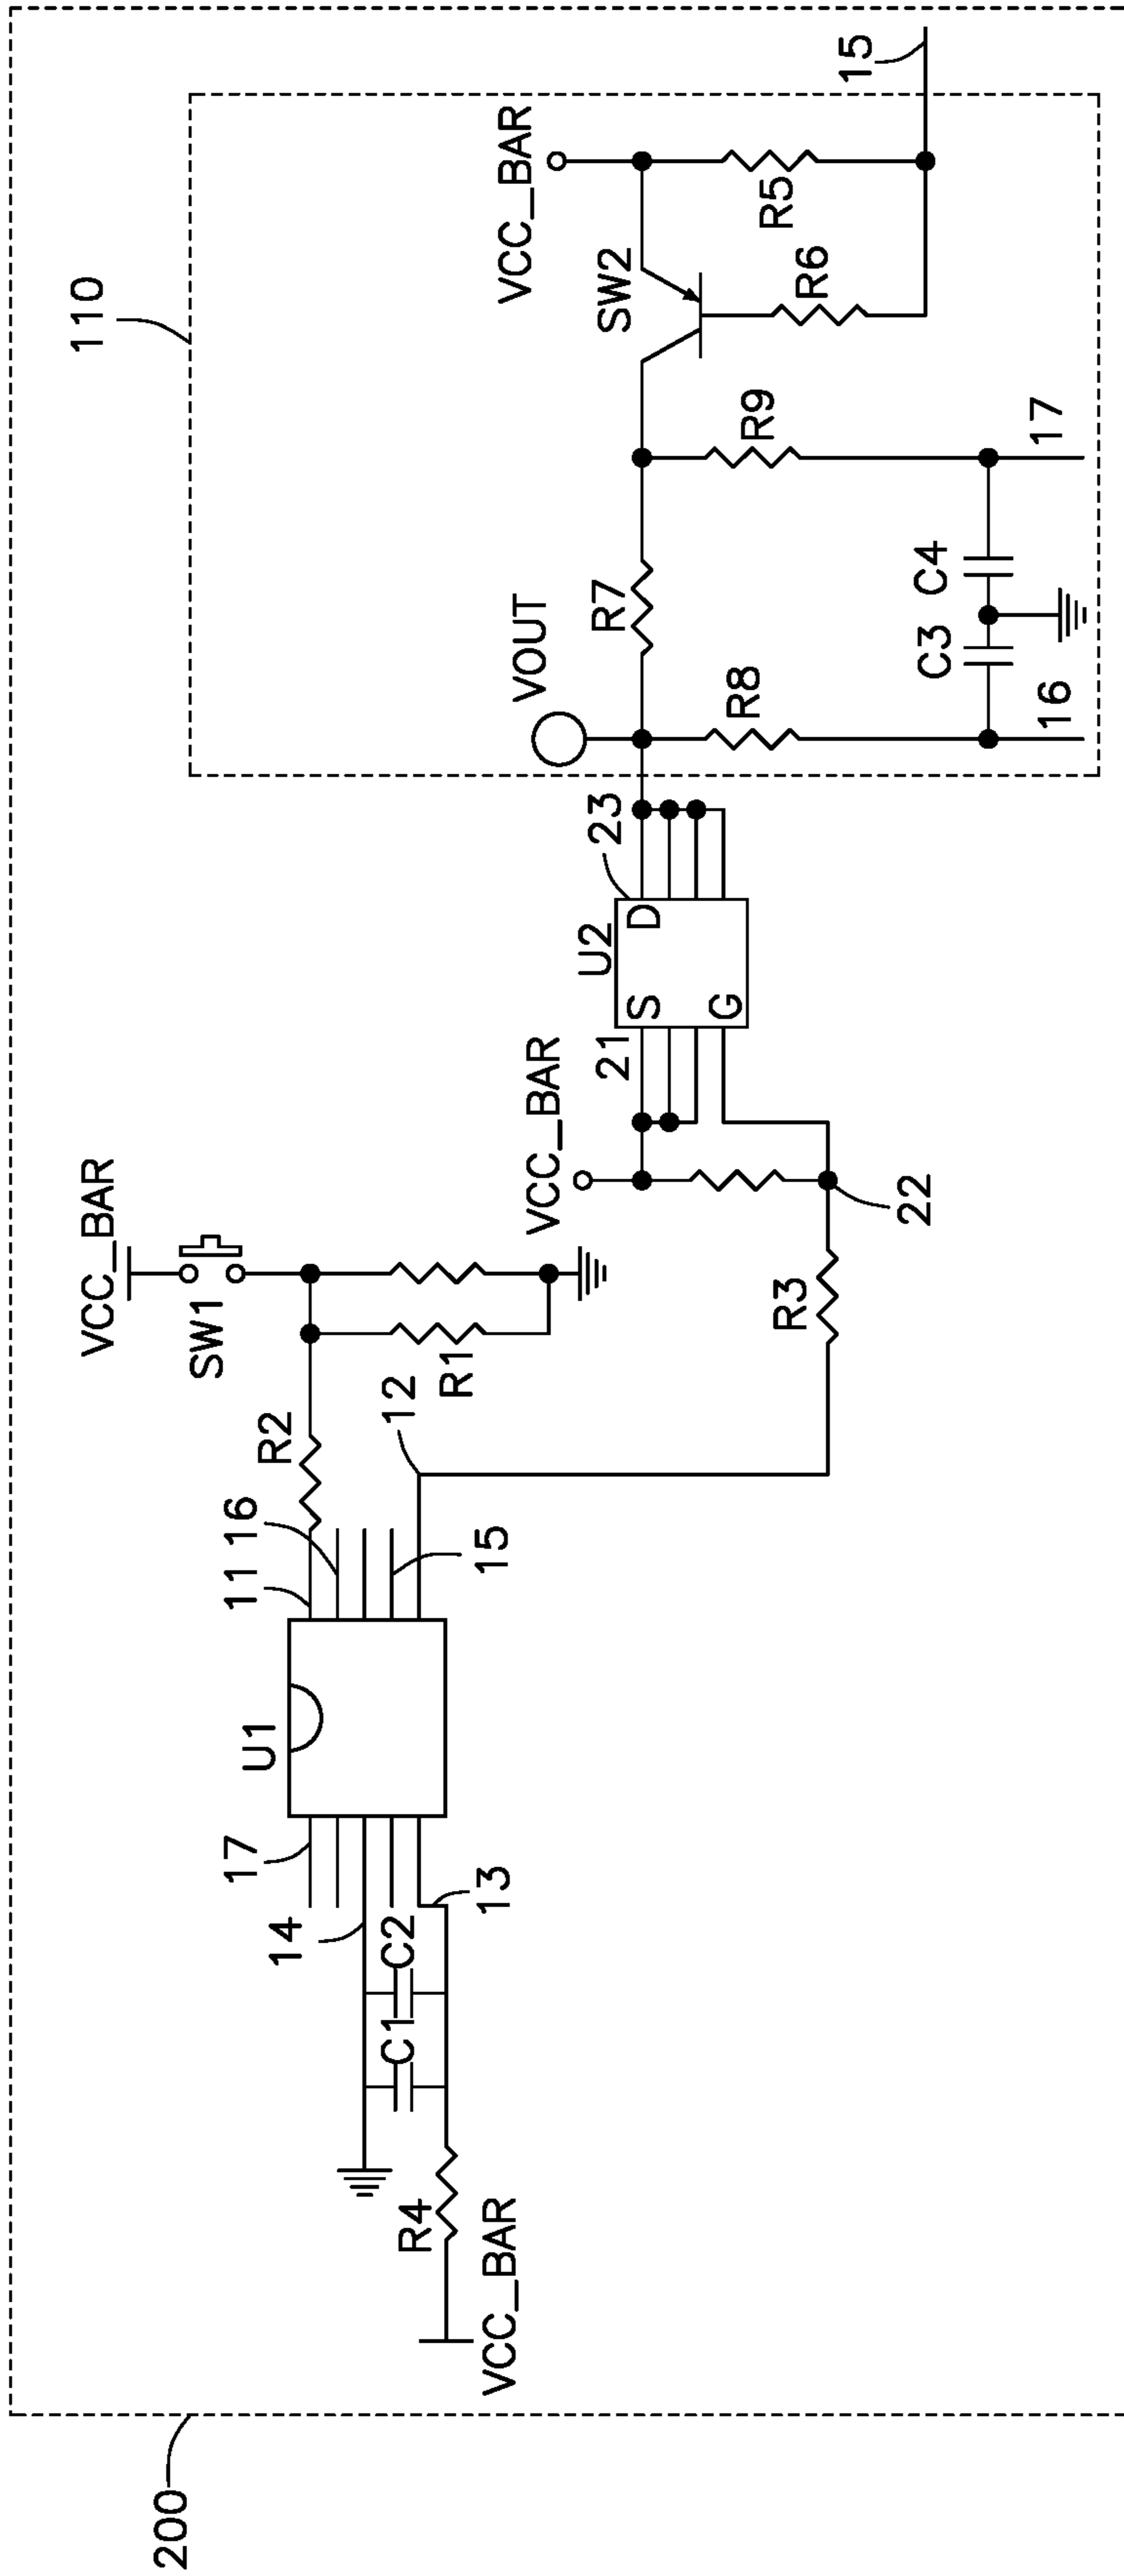 200
110
VCC_BAR
SW1
R2
R1
11
16
15
12
U1
17
14
13
C1
C2
R4
VCC_BAR
R3
22
VCC_BAR
21
U2
S
D
G
23
VOUT
R7
R8
R9
C3
C4
16
17
SW2
VCC_BAR
R5
R6
15